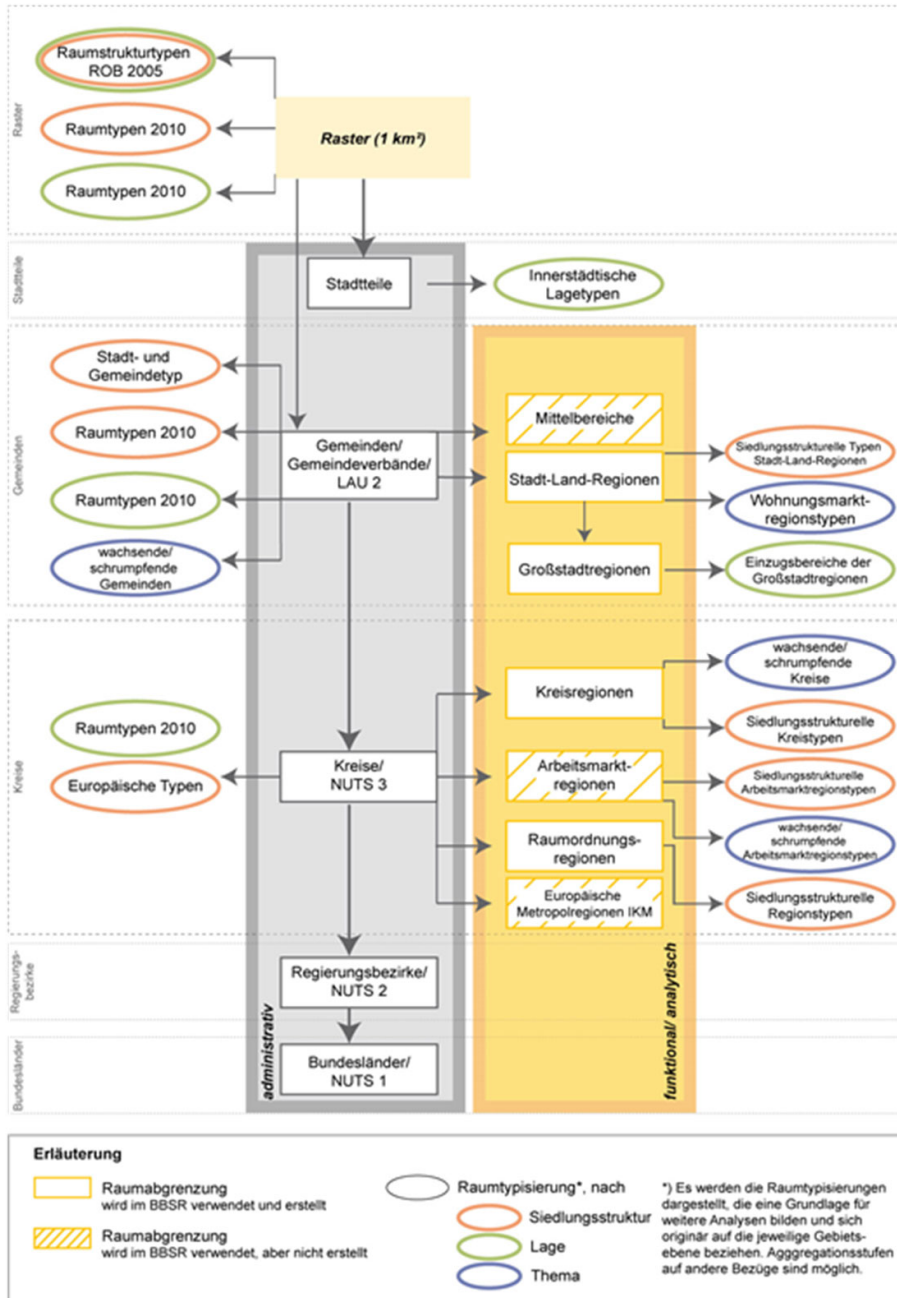 Raster
Raumstrukturtypen
ROB 2005
Raumtypen 2010
Raumtypen 2010
Raster (1 km²)
Stadtteile
Stadtteile
Innerstädtische
Lagetypen
Gemeinden
Stadt- und
Gemeindetyp
Raumtypen 2010
Raumtypen 2010
wachsende/
schrumpfende
Gemeinden
Gemeinden/
Gemeindeverbände/
LAU 2
Mittelbereiche
Stadt-Land-Regionen
Großstadtregionen
Siedlungsstrukturelle Typen
Stadt-Land-Regionen
Wohnungsmarkt-
regionstypen
Einzugsbereiche der
Großstadtregionen
Kreise
Raumtypen 2010
Europäische Typen
Kreise/
NUTS 3
Kreisregionen
Arbeitsmarkt-
regionen
Raumordnungs-
regionen
Europäische
Metropolregionen IKM
wachsende/
schrumpfende
Kreise
Siedlungsstrukturelle
Kreistypen
Siedlungsstrukturelle
Arbeitsmarktregionstypen
wachsende/
schrumpfende
Arbeitsmarktregionstypen
Siedlungsstrukturelle
Regionstypen
Regierungs-
bezirke
Regierungsbezirke/
NUTS 2
Bundesländer
Bundesländer/
NUTS 1
administrativ
funktional/ analytisch
Erläuterung
Raumabgrenzung
wird im BBSR verwendet und erstellt
Raumabgrenzung
wird im BBSR verwendet, aber nicht erstellt
Raumtypisierung*, nach
Siedlungsstruktur
Lage
Thema
*) Es werden die Raumtypisierungen
dargestellt, die eine Grundlage für
weitere Analysen bilden und sich
originär auf die jeweilige Gebiets-
ebene beziehen. Agggregationsstufen
auf andere Bezüge sind möglich.